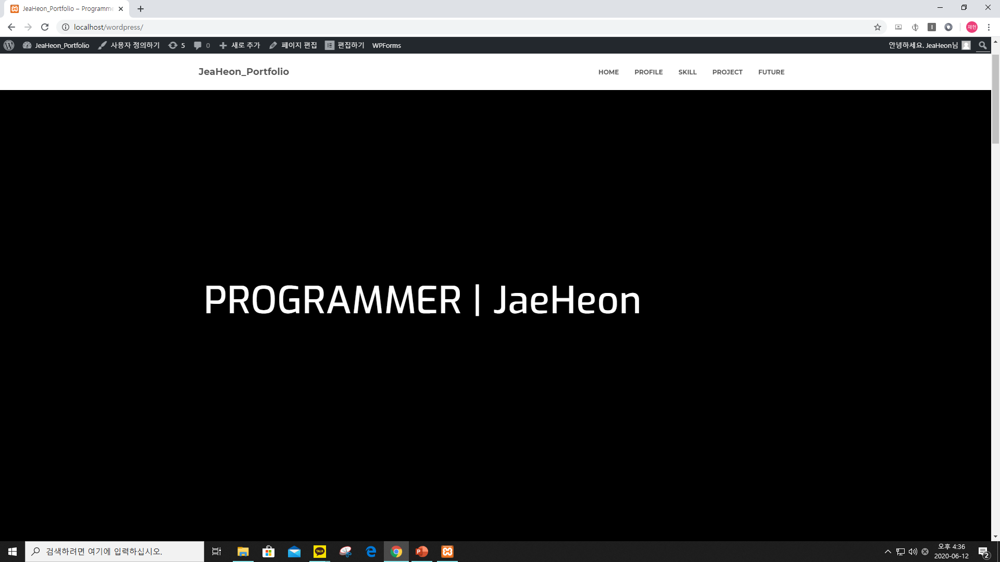 JeaHeon_Portfolio – Programme
localhost/wordpress/
재헌
JeaHeon_Portfolio 사용자 정의하기 5 0 새로 추가 페이지 편집 편집하기 WPForms 안녕하세요. JeaHeon님
JeaHeon_Portfolio HOME PROFILE SKILL PROJECT FUTURE
PROGRAMMER | JaeHeon
검색하려면 여기에 입력하십시오.
TALK
오후 4:36
2020-06-12
2